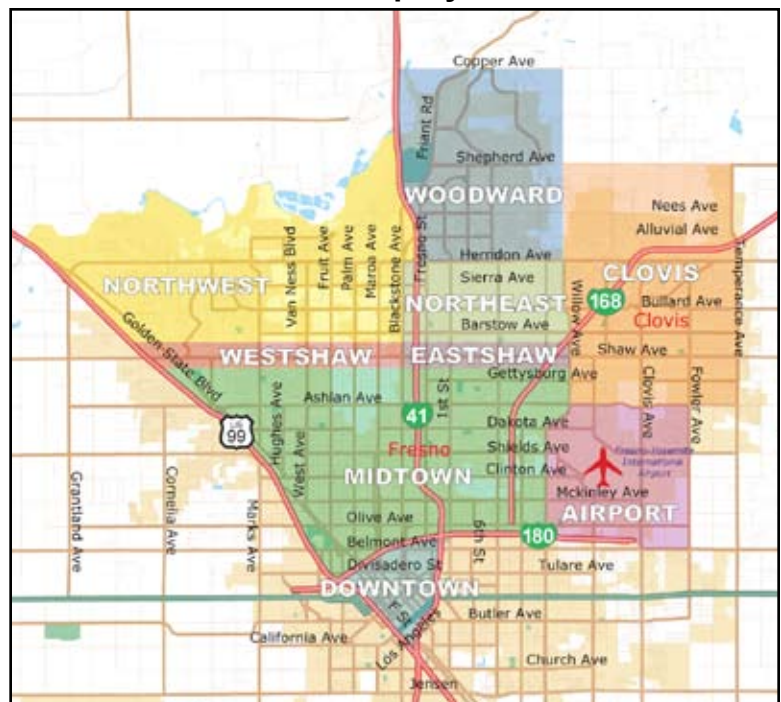 Copper Ave
Friant Rd
Shepherd Ave
WOODWARD
Nees Ave
Alluvial Ave
Fresno St
Herndon Ave
Temperance Ave
Van Ness Blvd
Fruit Ave
Palm Ave
Maroa Ave
Blackstone Ave
Sierra Ave
CLOVIS
NORTHWEST
NORTHEAST
Willow Ave
168
Bullard Ave
Clovis
Barstow Ave
Golden State Blvd
WESTSHAW
EASTSHAW
Shaw Ave
Gettysburg Ave
Hughes Ave
Ashlan Ave
1st St
Clovis Ave
Fowler Ave
US
99
41
Dakota Ave
West Ave
Fresno
Shields Ave
Fresno-Yosemite
International
Airport
Clinton Ave
Grantland Ave
Cornelia Ave
MIDTOWN
Mckinley Ave
Marks Ave
Olive Ave
AIRPORT
6th St
Belmont Ave
180
Divisadero St
Tulare Ave
DOWNTOWN
F St
Butler Ave
California Ave
Los Angeles
Church Ave
Jensen